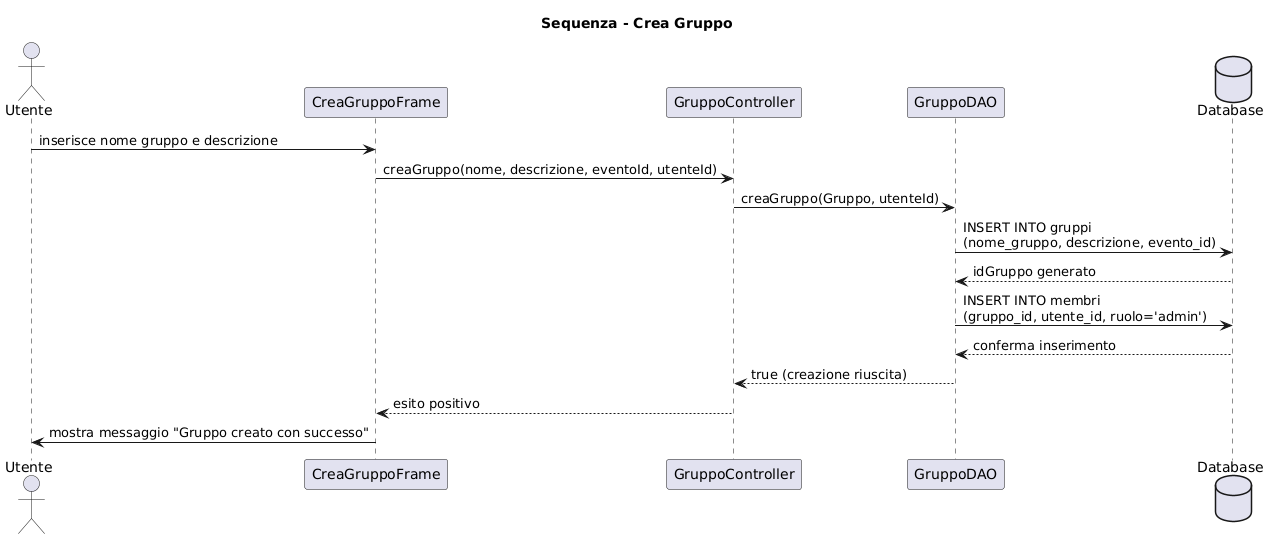 Sequenza - Crea Gruppo
Utente
CreaGruppoFrame
GruppoController
GruppoDAO
Database
inserisce nome gruppo e descrizione
creaGruppo(nome, descrizione, eventoId, utenteId)
creaGruppo(Gruppo, utenteId)
INSERT INTO gruppi
(nome_gruppo, descrizione, evento_id)
idGruppo generato
INSERT INTO membri
(gruppo_id, utente_id, ruolo='admin')
conferma inserimento
true (creazione riuscita)
esito positivo
mostra messaggio "Gruppo creato con successo"
Utente
CreaGruppoFrame
GruppoController
GruppoDAO
Database